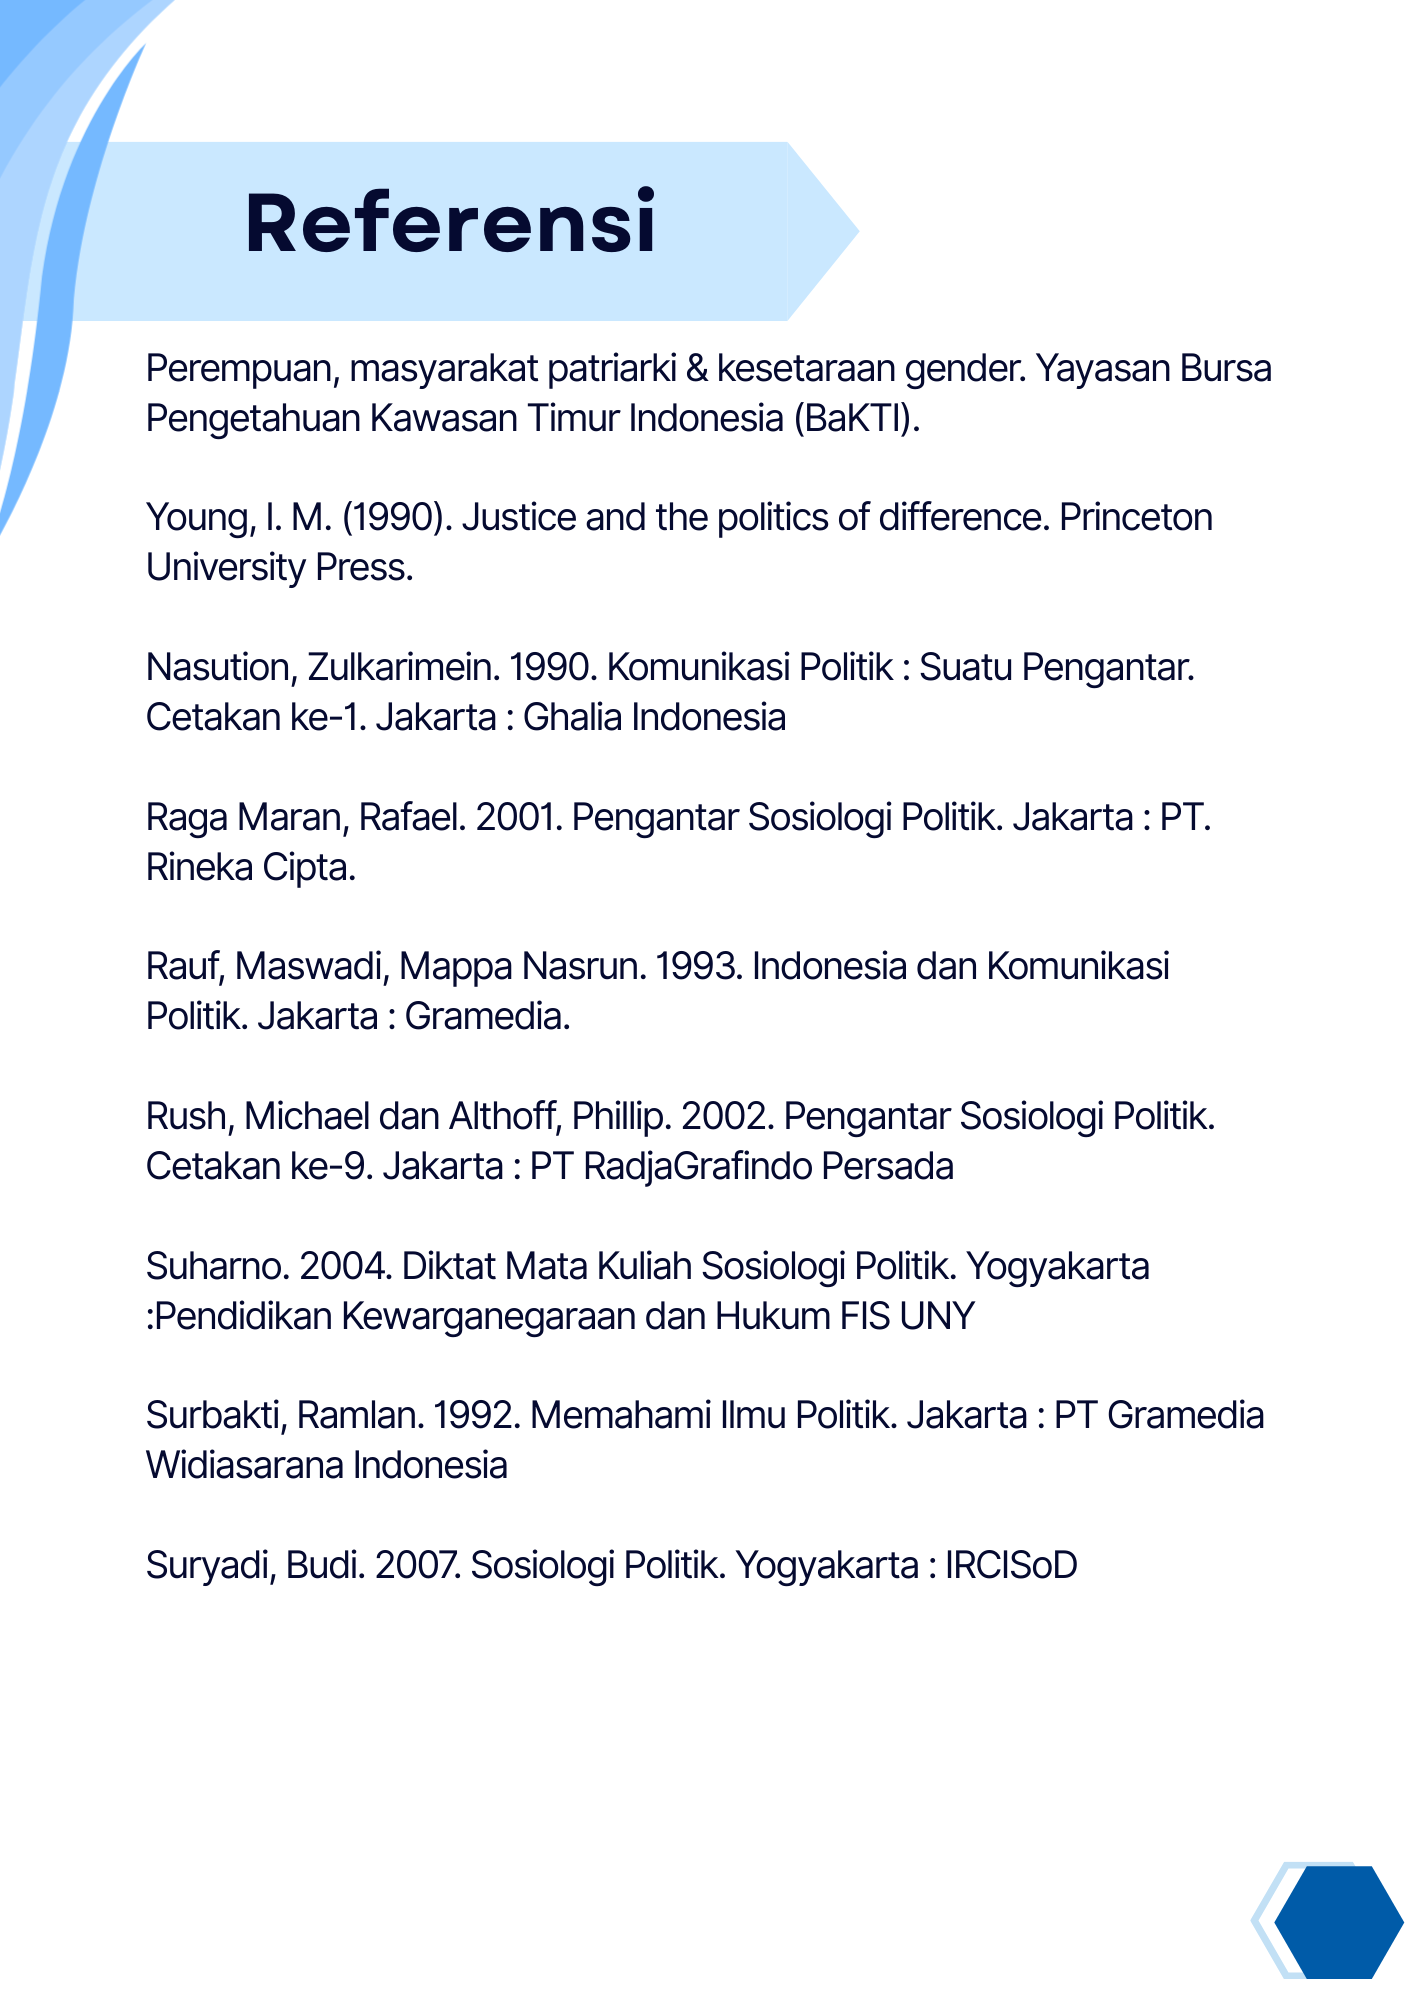 Referensi
Perempuan, masyarakat patriarki & kesetaraan gender. Yayasan Bursa
Pengetahuan Kawasan Timur Indonesia (BaKTI).
Young, I. M. (1990). Justice and the politics of difference. Princeton
University Press.
Nasution, Zulkarimein. 1990. Komunikasi Politik : Suatu Pengantar.
Cetakan ke-1. Jakarta : Ghalia Indonesia
Raga Maran, Rafael. 2001. Pengantar Sosiologi Politik. Jakarta : PT.
Rineka Cipta.
Rauf, Maswadi, Mappa Nasrun. 1993. Indonesia dan Komunikasi
Politik. Jakarta : Gramedia.
Rush, Michael dan Althoff, Phillip. 2002. Pengantar Sosiologi Politik.
Cetakan ke-9. Jakarta : PT RadjaGrafindo Persada
Suharno. 2004. Diktat Mata Kuliah Sosiologi Politik. Yogyakarta
:Pendidikan Kewarganegaraan dan Hukum FIS UNY
Surbakti, Ramlan. 1992. Memahami Ilmu Politik. Jakarta : PT Gramedia
Widiasarana Indonesia
Suryadi, Budi. 2007. Sosiologi Politik. Yogyakarta : IRCISoD